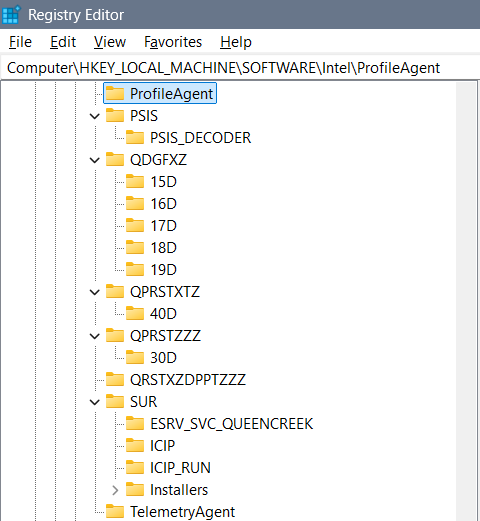 Registry Editor
File Edit View Favorites Help
Computer\HKEY_LOCAL_MACHINE\SOFTWARE\Intel\ProfileAgent
ProfileAgent
PSIS
PSIS_DECODER
QDGFXZ
15D
16D
17D
18D
19D
QPRSTXTZ
40D
QPRSTZZZ
30D
QRSTXZDPPTZZZ
SUR
ESRV_SVC_QUEENCREEK
ICIP
ICIP_RUN
Installers
TelemetryAgent